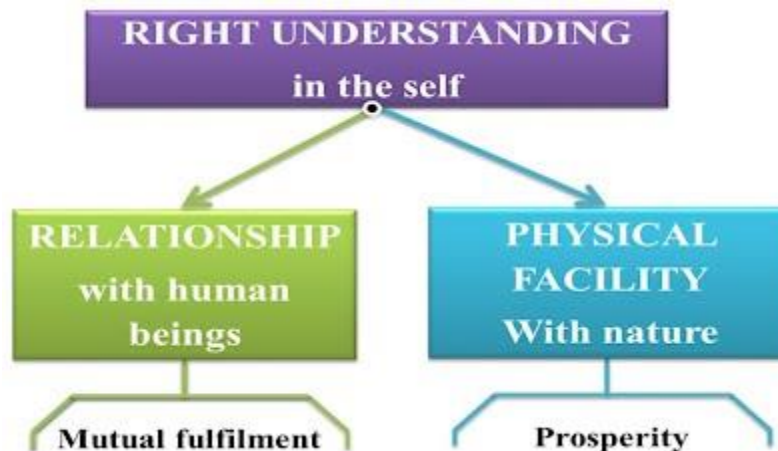 RIGHT UNDERSTANDING
in the self
RELATIONSHIP
with human
beings
PHYSICAL
FACILITY
With nature
Mutual fulfilment
Prosperity